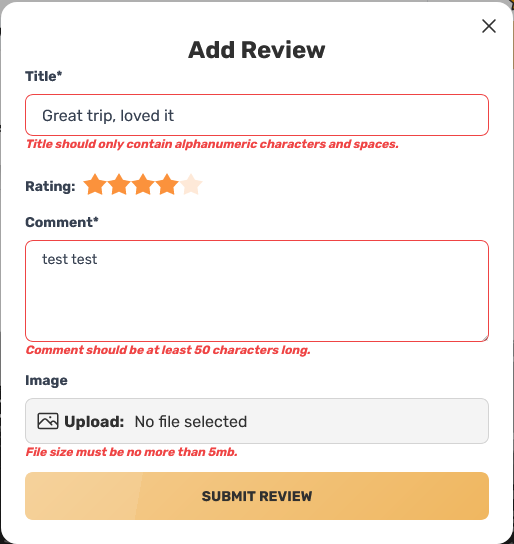 Add Review
Title*
Great trip, loved it
Title should only contain alphanumeric characters and spaces.
Rating:
Comment*
test test
Comment should be at least 50 characters long.
Image
Upload: No file selected
File size must be no more than 5mb.
SUBMIT REVIEW